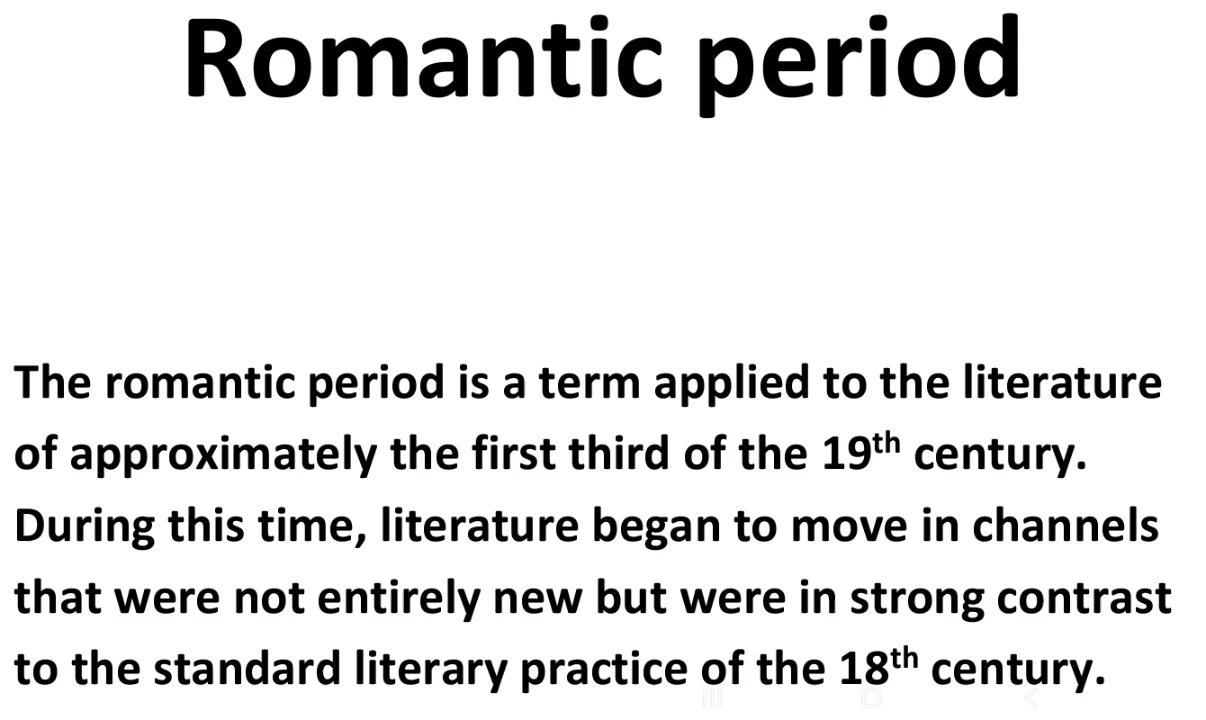 Romantic period
The romantic period is a term applied to the literature
of approximately the first third of the 19th century.
During this time, literature began to move in channels
that were not entirely new but were in strong contrast
to the standard literary practice of the 18th century.